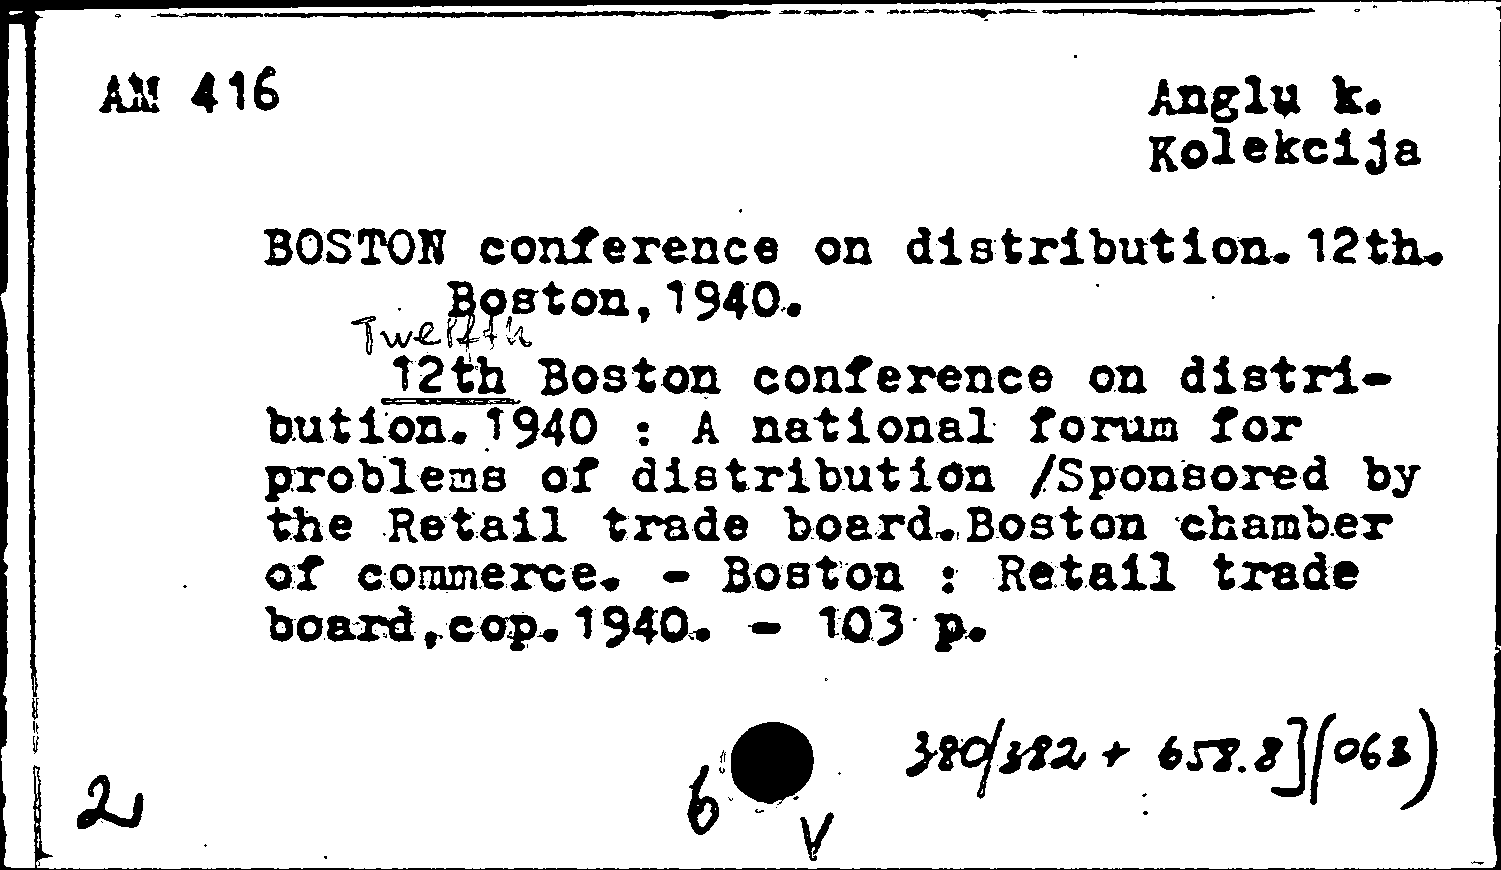 AM 416
Anglų k.
Kolekcija
BOSTON conference on distribution.12th.
Boston,1940.
Twelfth
12th Boston conference on distri-
bution.1940 : A national forum for
problems of distribution /Sponsored by
the Retail trade board.Boston chamber
of commerce. - Boston : Retail trade
board,cop.1940. - 103 p.
380/382 + 658.8](063)
2
6
V